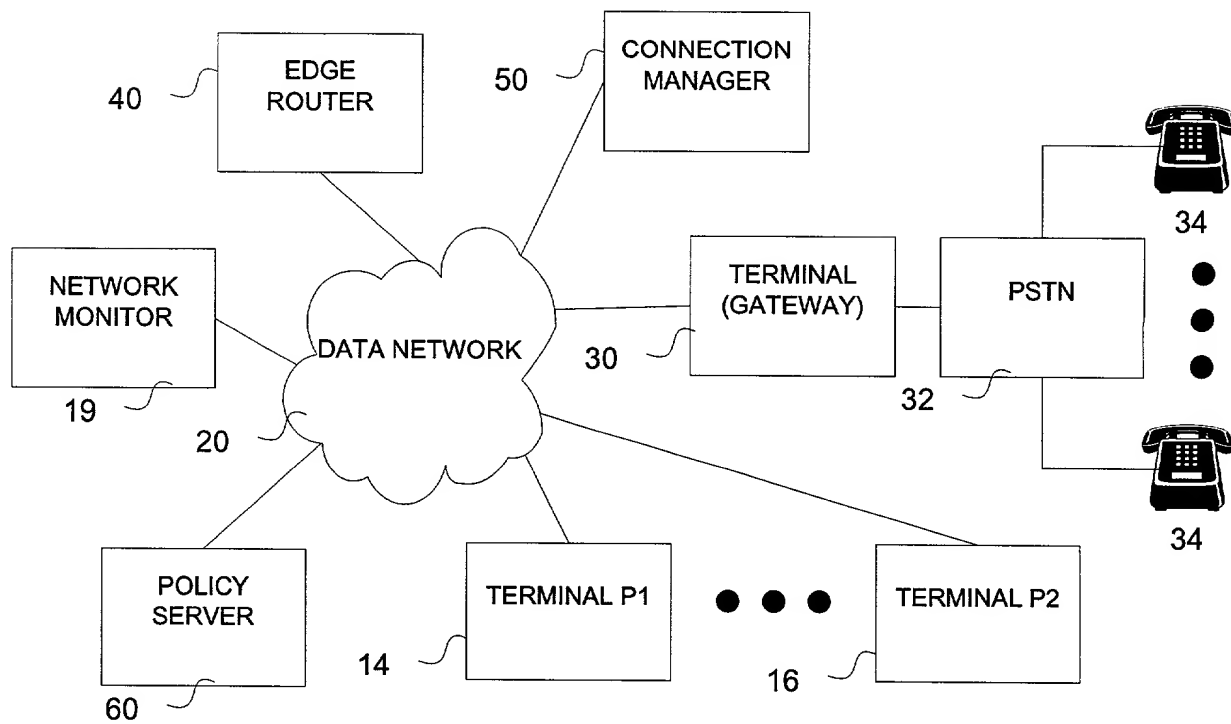 EDGE
ROUTER
40
CONNECTION
MANAGER
50
34
NETWORK
MONITOR
19
DATA NETWORK
20
TERMINAL
(GATEWAY)
30
PSTN
32
34
POLICY
SERVER
60
TERMINAL P1
14
TERMINAL P2
16